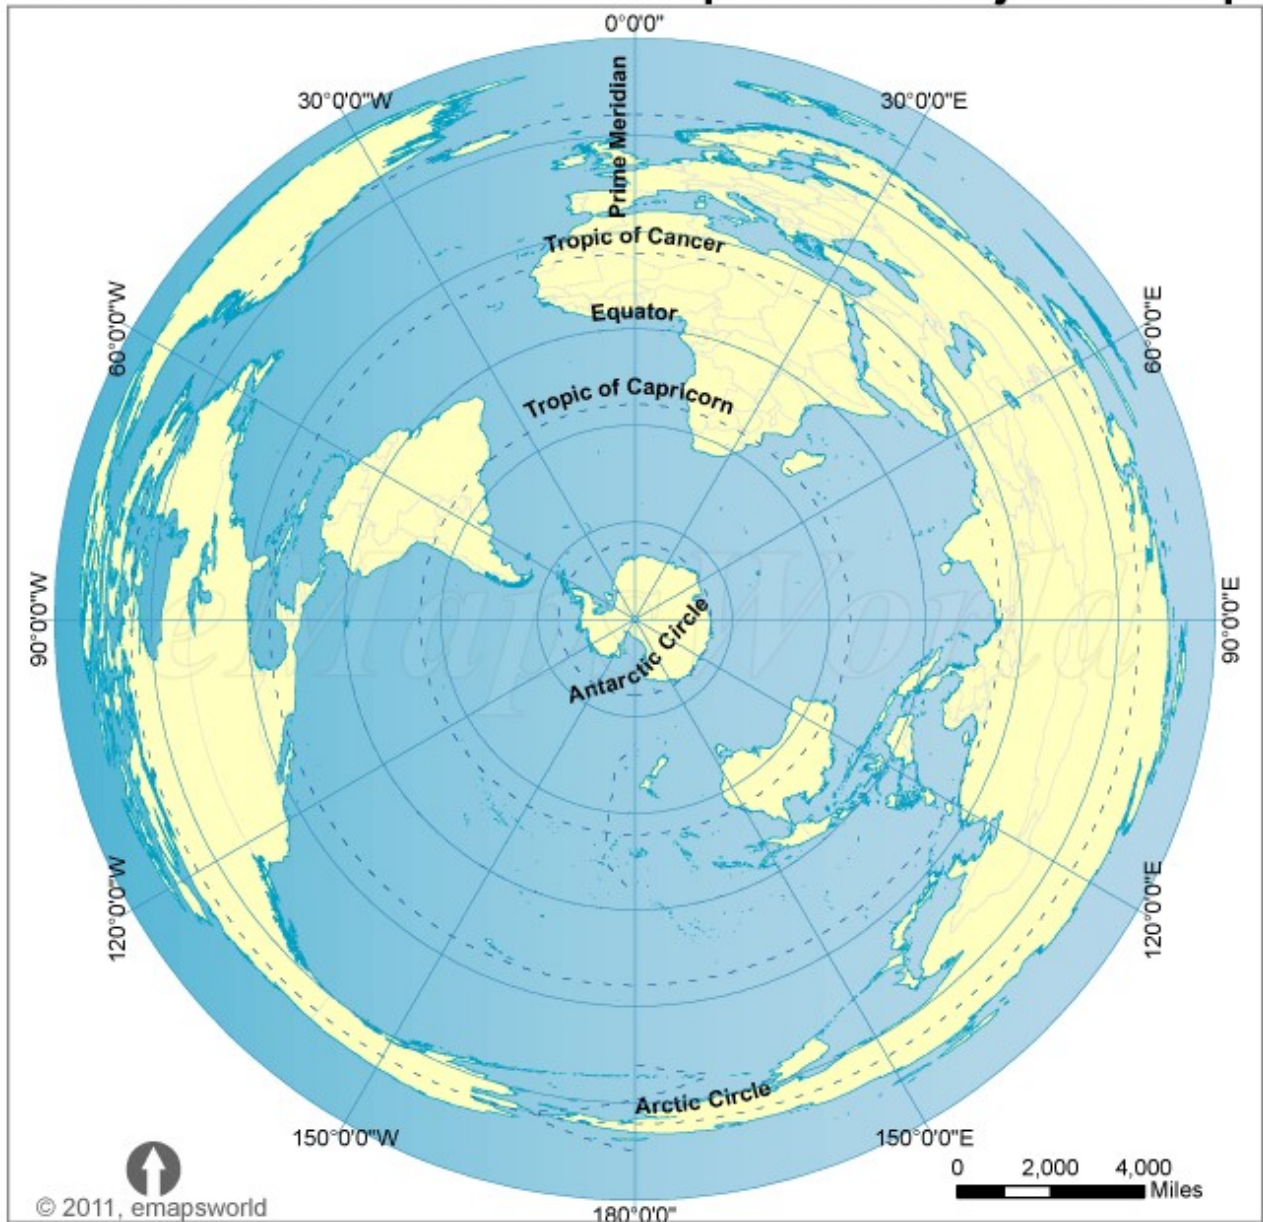 0°0'0"
30°0'0"W
30°0'0"E
Prime Meridian
Tropic of Cancer
60°0'0"W
60°0'0"E
Equator
Tropic of Capricorn
eMapsWorld
90°0'0"W
90°0'0"E
Antarctic Circle
120°0'0"W
120°0'0"E
Arctic Circle
150°0'0"W
150°0'0"E
0 2,000 4,000
Miles
© 2011, emapsworld
180°0'0"